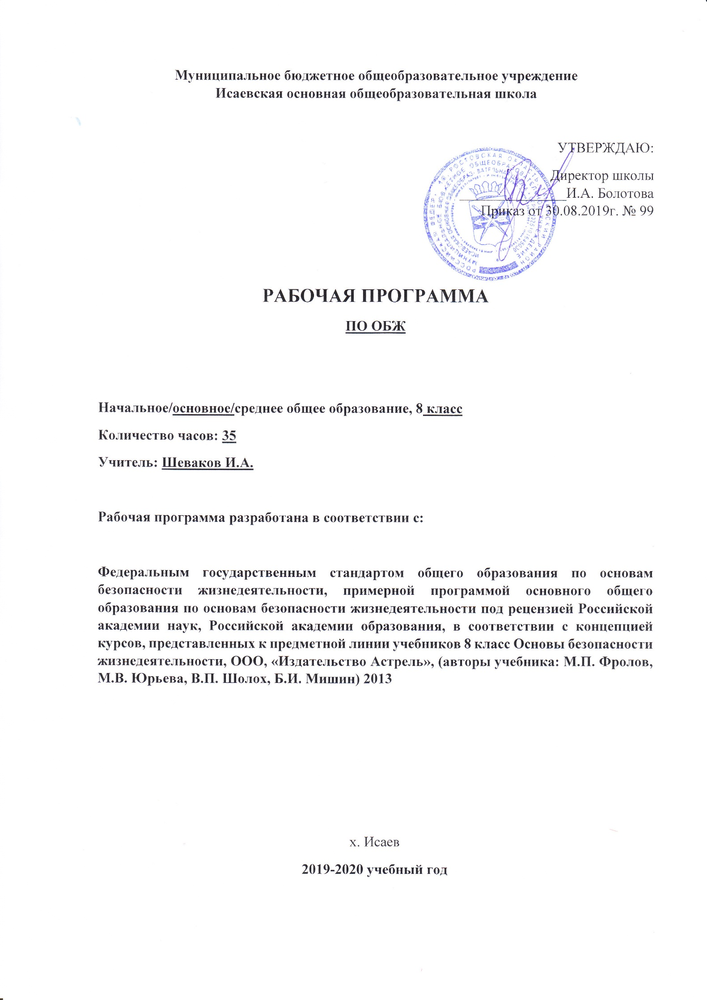 Муниципальное бюджетное общеобразовательное учреждение
Исаевская основная общеобразовательная школа
УТВЕРЖДАЮ:
Директор школы
_______________И.А. Болотова
Приказ от 30.08.2019г. № 99
РОСТОВСКАЯ ОБЛАСТЬ
РАБОЧАЯ ПРОГРАММА
ПО ОБЖ
Начальное/основное/среднее общее образование, 8 класс
Количество часов: 35
Учитель: Шеваков И.А.
Рабочая программа разработана в соответствии с:
Федеральным государственным стандартом общего образования по основам
безопасности жизнедеятельности, примерной программой основного общего
образования по основам безопасности жизнедеятельности под рецензией Российской
академии наук, Российской академии образования, в соответствии с концепцией
курсов, представленных к предметной линии учебников 8 класс Основы безопасности
жизнедеятельности, ООО, «Издательство Астрель», (авторы учебника: М.П. Фролов,
М.В. Юрьева, В.П. Шолох, Б.И. Мишин) 2013
х. Исаев
2019-2020 учебный год